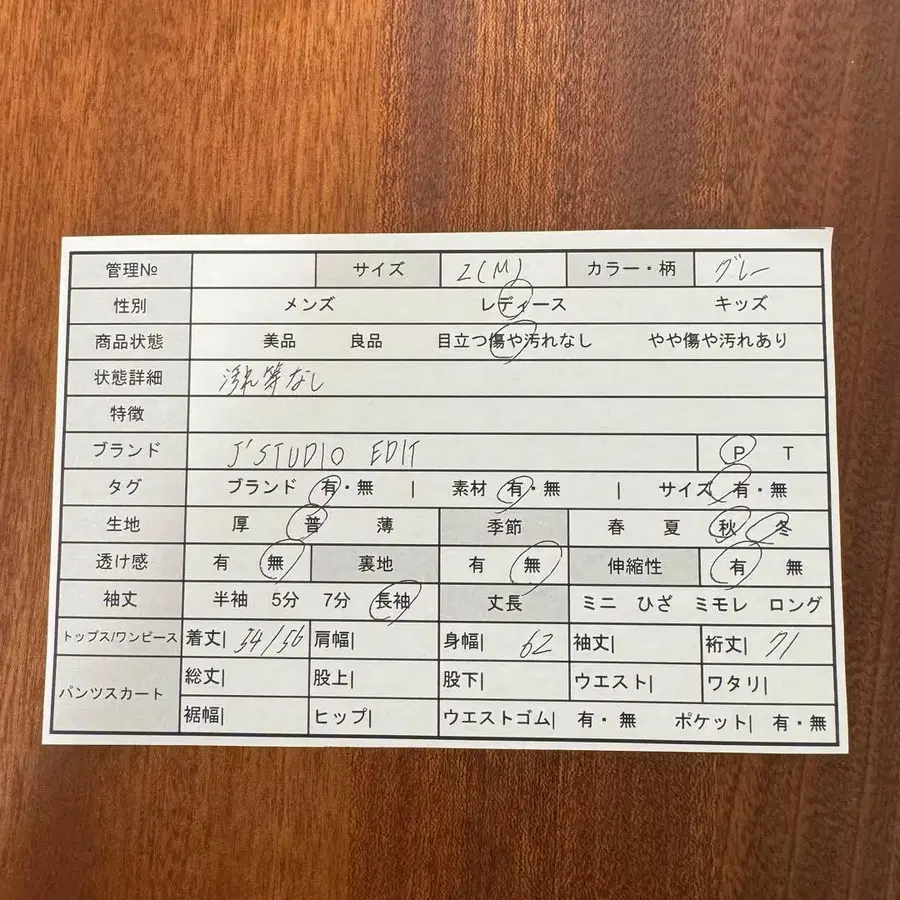 管理№ サイズ 2(M) カラー・柄 グレー
性別 メンズ レディース キッズ
商品状態 美品 良品 目立つ傷や汚れなし やや傷や汚れあり
状態詳細 汚れ等なし
特徴
ブランド J'STUDIO EDIT P T
タグ ブランド 有・無 | 素材 有・無 | サイズ 有・無
生地 厚 普 薄 季節 春 夏 秋 冬
透け感 有 無 裏地 有 無 伸縮性 有 無
袖丈 半袖 5分 7分 長袖 丈長 ミニ ひざ ミモレ ロング
トップス/ワンピース 着丈| 54/56 肩幅| 身幅| 62 袖丈| 裄丈| 71
パンツスカート 総丈| 股上| 股下| ウエスト| ワタリ|
裾幅| ヒップ| ウエストゴム| 有・無 ポケット| 有・無